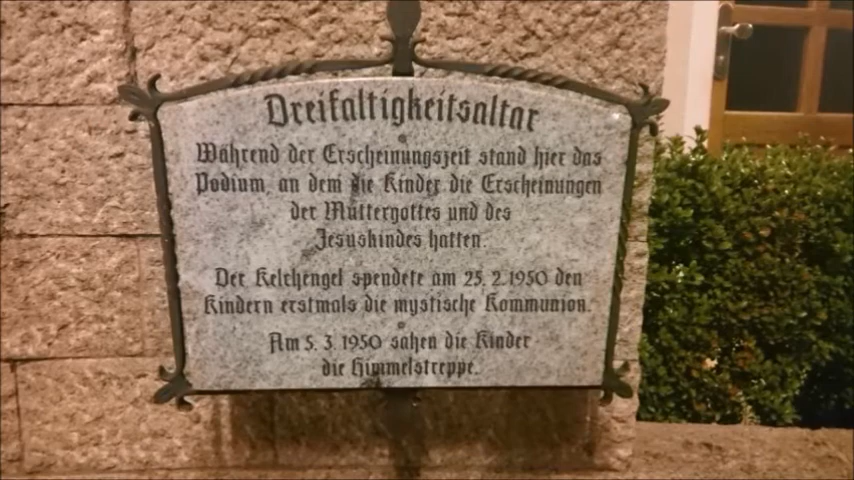 Dreifaltigkeitsaltar
Während der Erscheinungszeit stand hier das
Podium, an dem die Kinder die Erscheinungen
der Muttergottes und des
Jesuskindes hatten.
Der Kelchengel spendete am 25.2.1950 den
Kindern erstmals die mystische Kommunion.
Am 5.3.1950 sahen die Kinder
die Himmelstreppe.